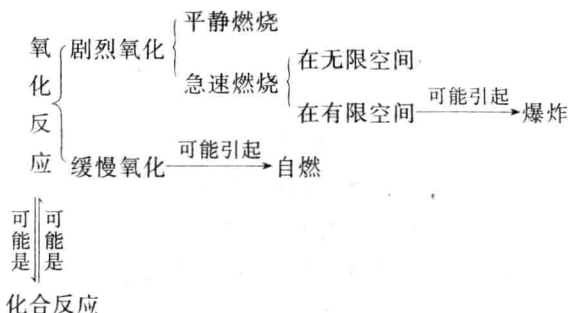 平静燃烧
氧化反应
剧烈氧化
急速燃烧
在无限空间
在有限空间
可能引起
爆炸
缓慢氧化
可能引起
自燃
可能是
可能是
化合反应